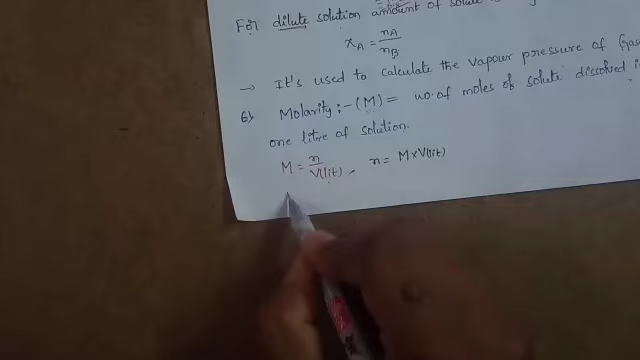 For dilute solution amount of solute is
xA = nA/nB
→ It's used to calculate the vapour pressure of Gas
6) Molarity :- (M) = no. of moles of solute dissolved in
one litre of solution.
M = n/V(lit), n = M×V(lit)